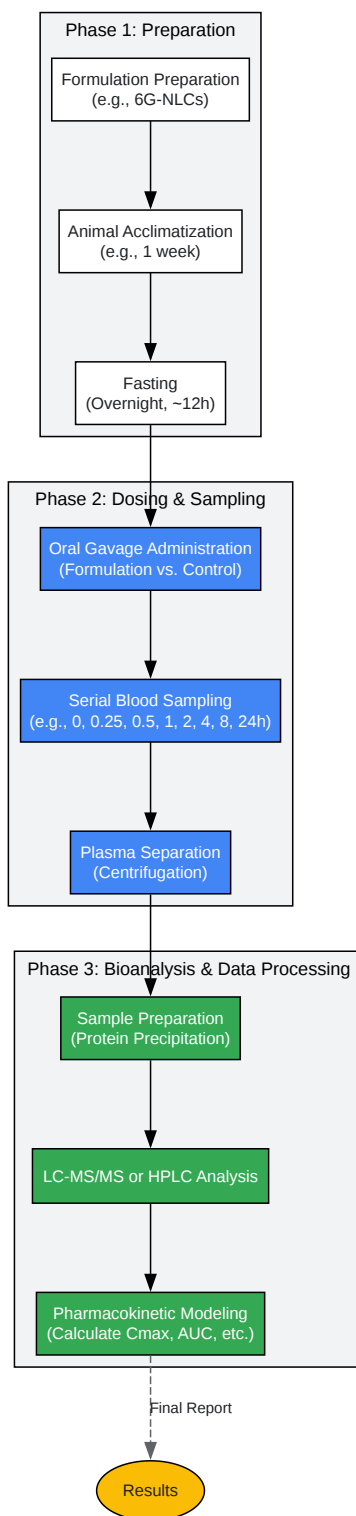 Phase 1: Preparation
Formulation Preparation
(e.g., 6G-NLCs)
Animal Acclimatization
(e.g., 1 week)
Fasting
(Overnight, ~12h)
Phase 2: Dosing & Sampling
Oral Gavage Administration
(Formulation vs. Control)
Serial Blood Sampling
(e.g., 0, 0.25, 0.5, 1, 2, 4, 8, 24h)
Plasma Separation
(Centrifugation)
Phase 3: Bioanalysis & Data Processing
Sample Preparation
(Protein Precipitation)
LC-MS/MS or HPLC Analysis
Pharmacokinetic Modeling
(Calculate Cmax, AUC, etc.)
Final Report
Results